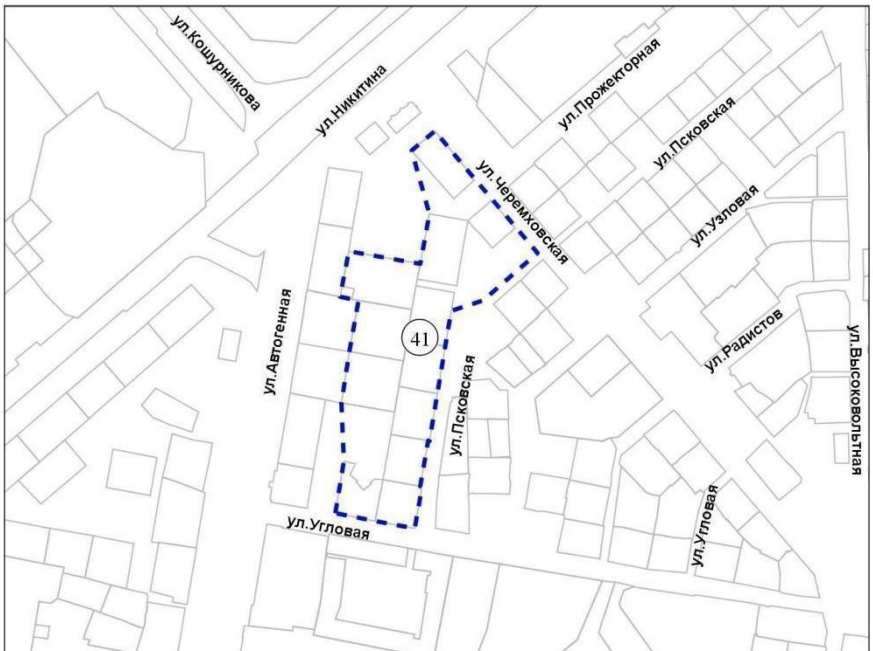 ул.Кошурникова
ул.Никитина
ул.Прожекторная
ул.Псковская
ул.Черемховская
ул.Узловая
ул.Автогенная
41
ул.Радистов
ул.Высоковольтная
ул.Псковская
ул.Угловая
ул.Угловая